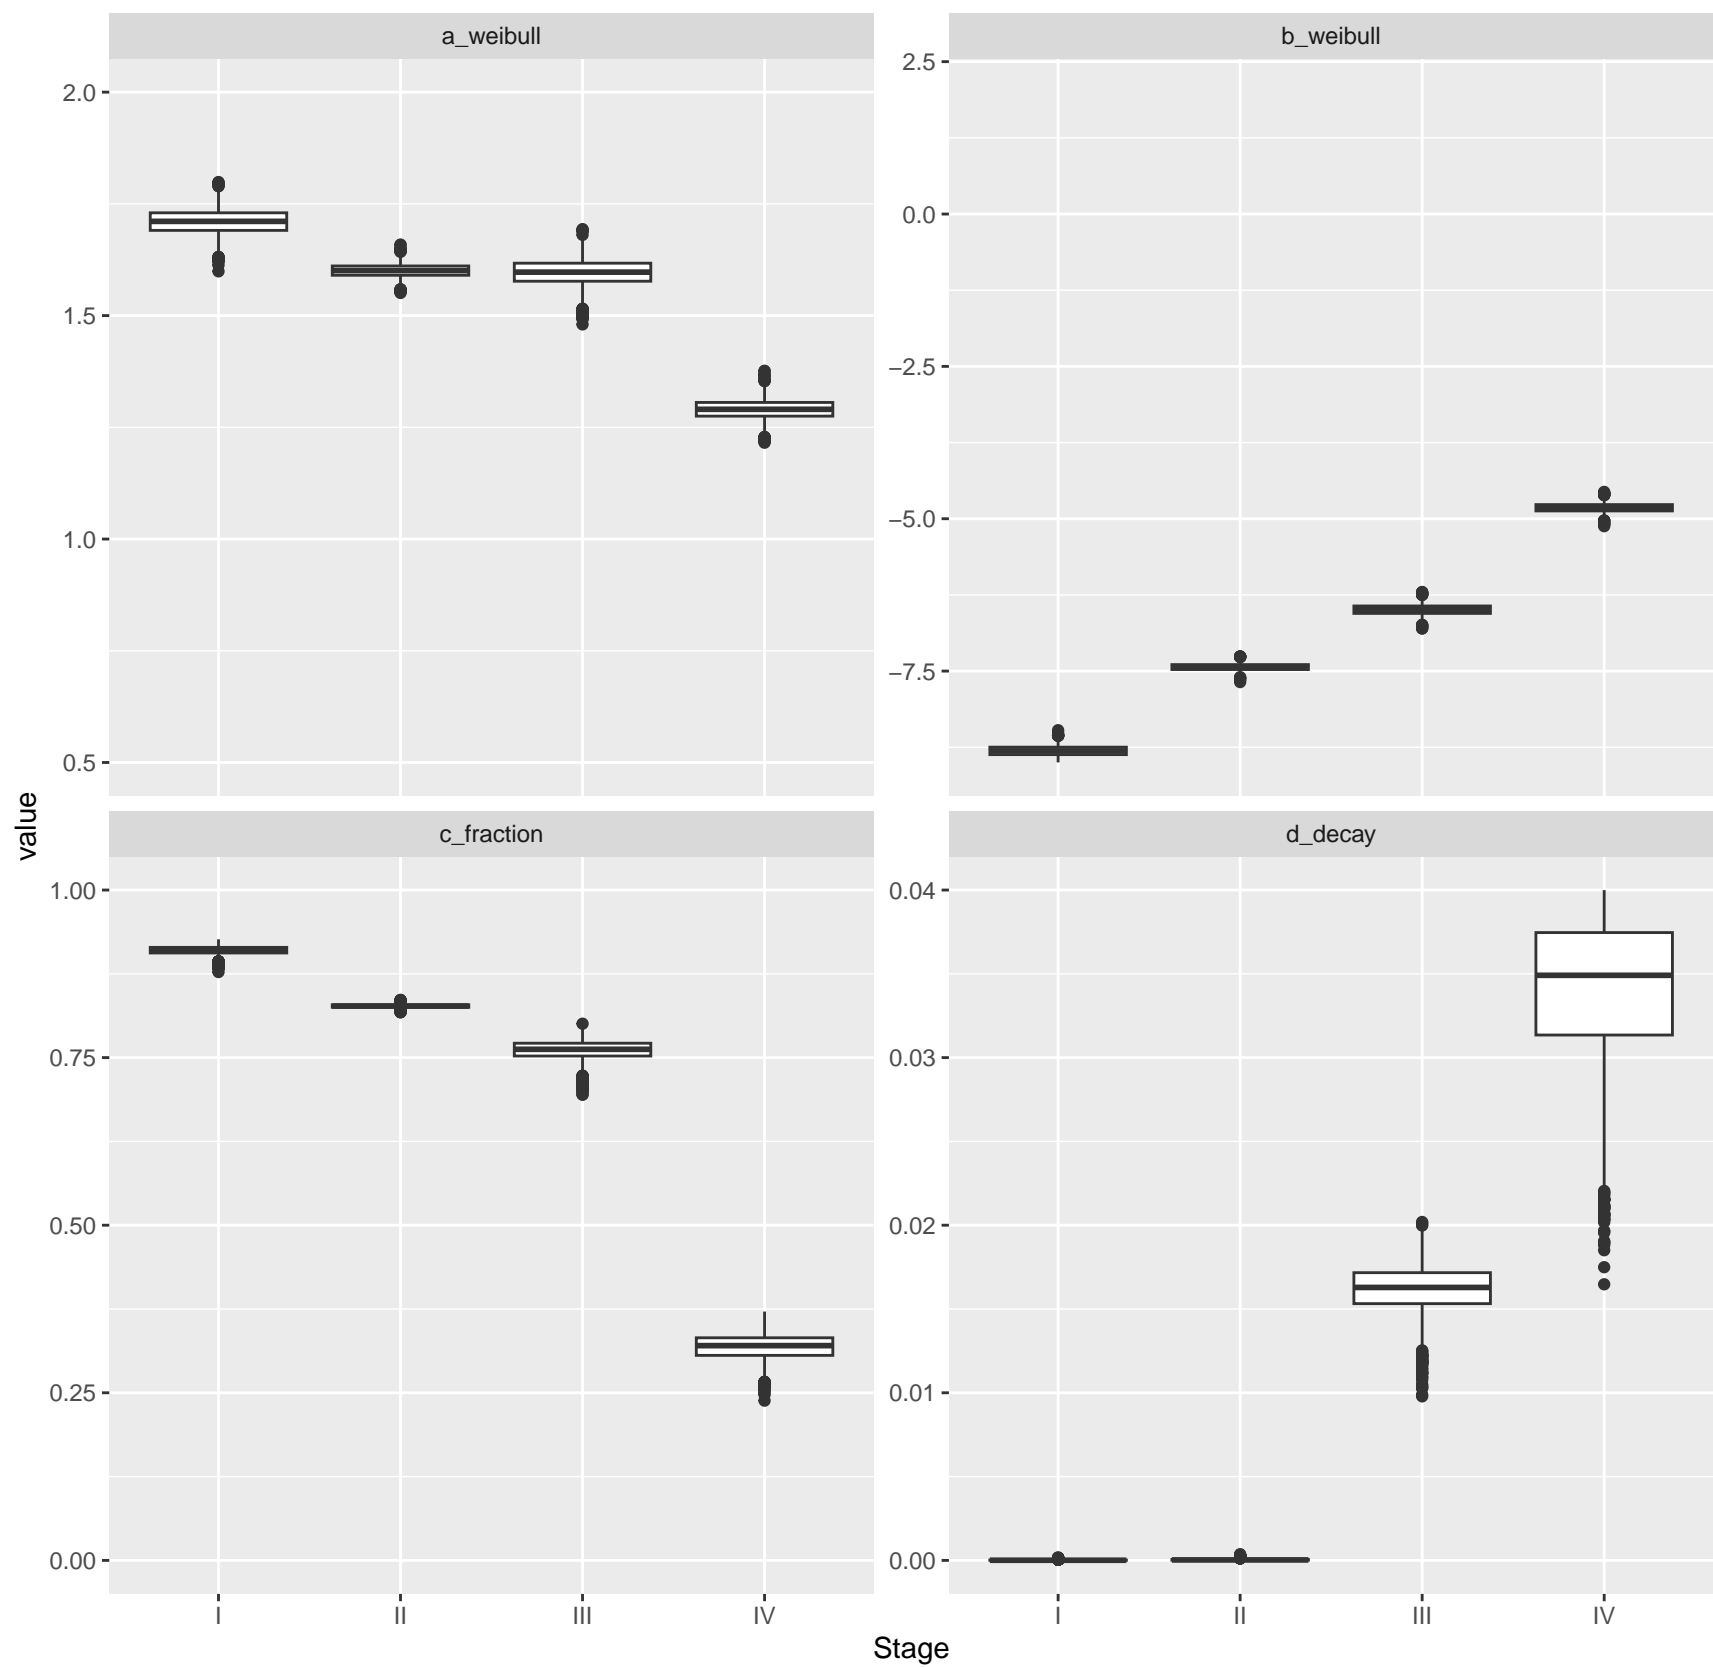 a_weibull
b_weibull
2.0
1.5
1.0
0.5
2.5
0.0
−2.5
−5.0
−7.5
value
c_fraction
d_decay
1.00
0.75
0.50
0.25
0.00
0.04
0.03
0.02
0.01
0.00
I II III IV
I II III IV
Stage